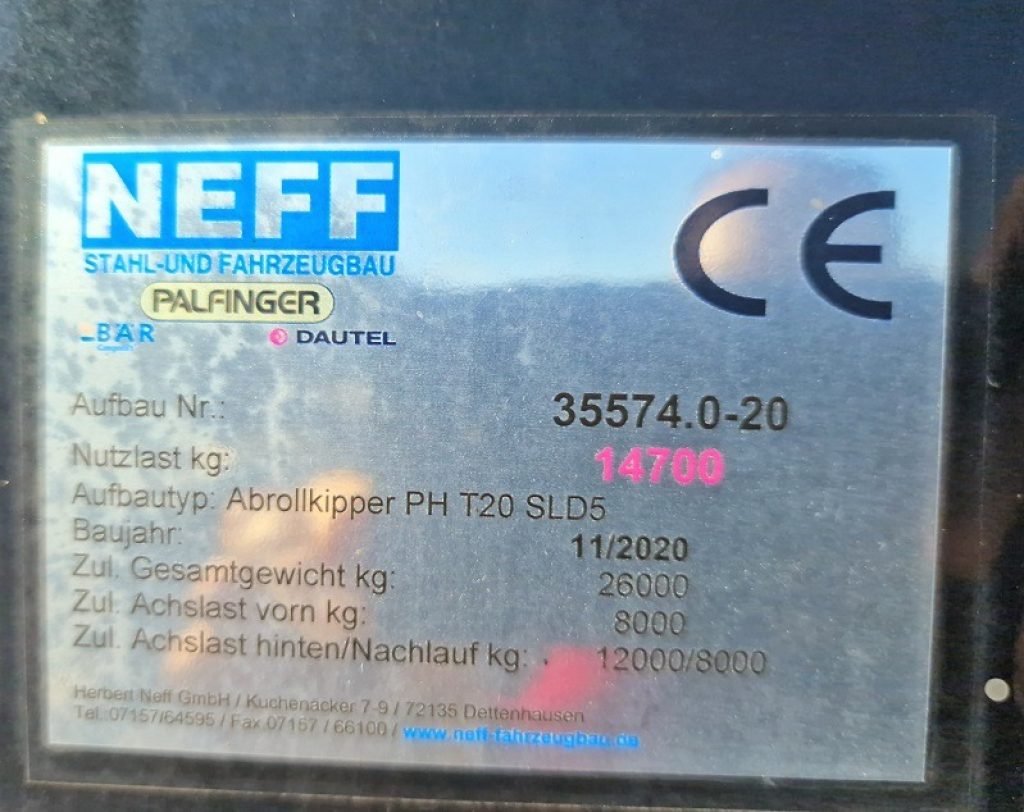 NEFF
STAHL-UND FAHRZEUGBAU
PALFINGER
BÄR DAUTEL
CE
Aufbau Nr.: 35574.0-20
Nutzlast kg: 14700
Aufbautyp: Abrollkipper PH T20 SLD5
Baujahr: 11/2020
Zul. Gesamtgewicht kg: 26000
Zul. Achslast vorn kg: 8000
Zul. Achslast hinten/Nachlauf kg: 12000/8000
Herbert Neff GmbH / Kuchenäcker 7-9 / 72135 Dettenhausen
Tel.:07157/64595 / Fax 07157 / 66100 / www.neff-fahrzeugbau.de